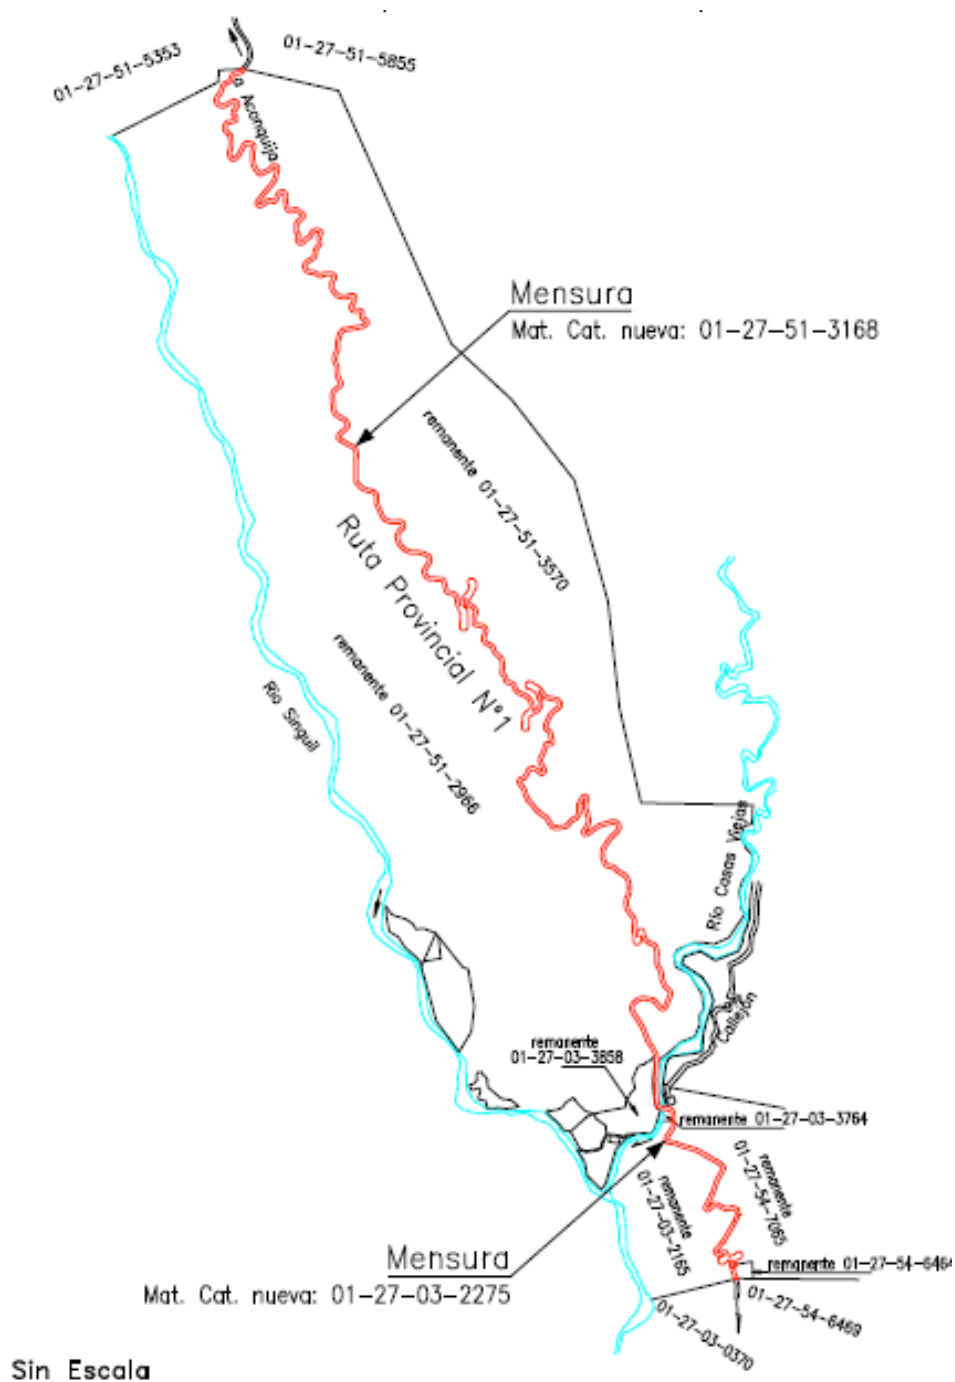 01-27-51-5353
01-27-51-5855
a Aconquija
Mensura
Mat. Cat. nueva: 01-27-51-3168
remanente 01-27-51-3570
Ruta Provincial N°1
remanente 01-27-51-2966
Río Singuil
Río Casas Viejas
Callejón
remanente
01-27-03-3858
remanente 01-27-03-3764
remanente
01-27-54-7065
remanente
01-27-03-2165
Mensura
Mat. Cat. nueva: 01-27-03-2275
remanente 01-27-54-6464
01-27-54-6469
01-27-03-0370
Sin Escala